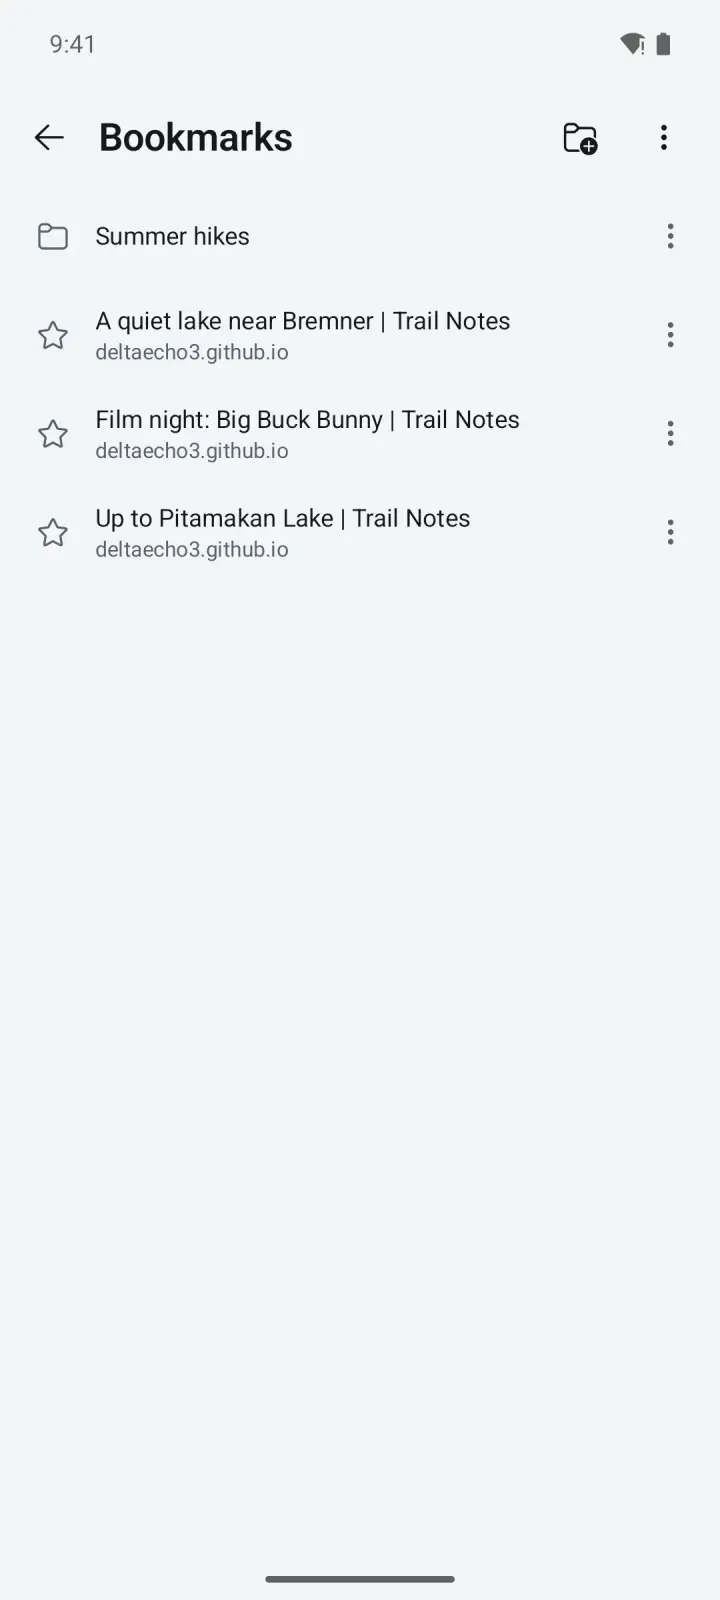 9:41
Bookmarks
Summer hikes
A quiet lake near Bremner | Trail Notes
deltaecho3.github.io
Film night: Big Buck Bunny | Trail Notes
deltaecho3.github.io
Up to Pitamakan Lake | Trail Notes
deltaecho3.github.io